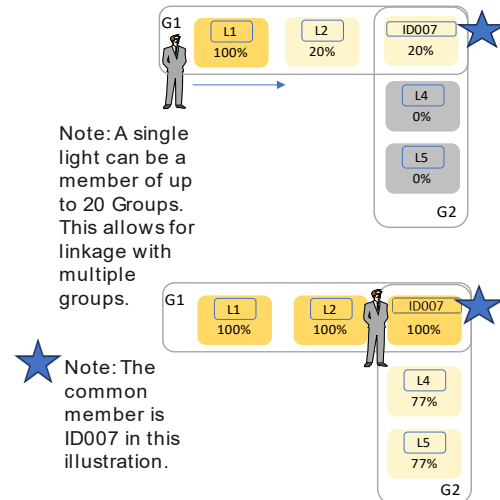 G1
L1
100%
L2
20%
ID007
20%
L4
0%
L5
0%
G2
Note: A single
light can be a
member of up
to 20 Groups.
This allows for
linkage with
multiple
groups.
G1
L1
100%
L2
100%
ID007
100%
L4
77%
L5
77%
G2
Note: The
common
member is
ID007 in this
illustration.